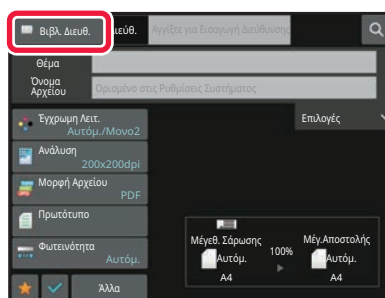 Βιβλ. Διευθ.
ιεύθ.
Αγγίξτε για Εισαγωγή Διεύθυνσης
Θέμα
Όνομα
Αρχείου
Ορισμένο στις Ρυθμίσεις Συστήματος
Έγχρωμη Λειτ.
Αυτόμ./Μονο2
Επιλογές
Ανάλυση
200x200dpi
Μορφή Αρχείου
PDF
Πρωτότυπο
Φωτεινότητα
Αυτόμ.
Άλλα
Μέγεθ. Σάρωσης
100%
Μέγ.Αποστολής
Αυτόμ.
Αυτόμ.
A4
A4